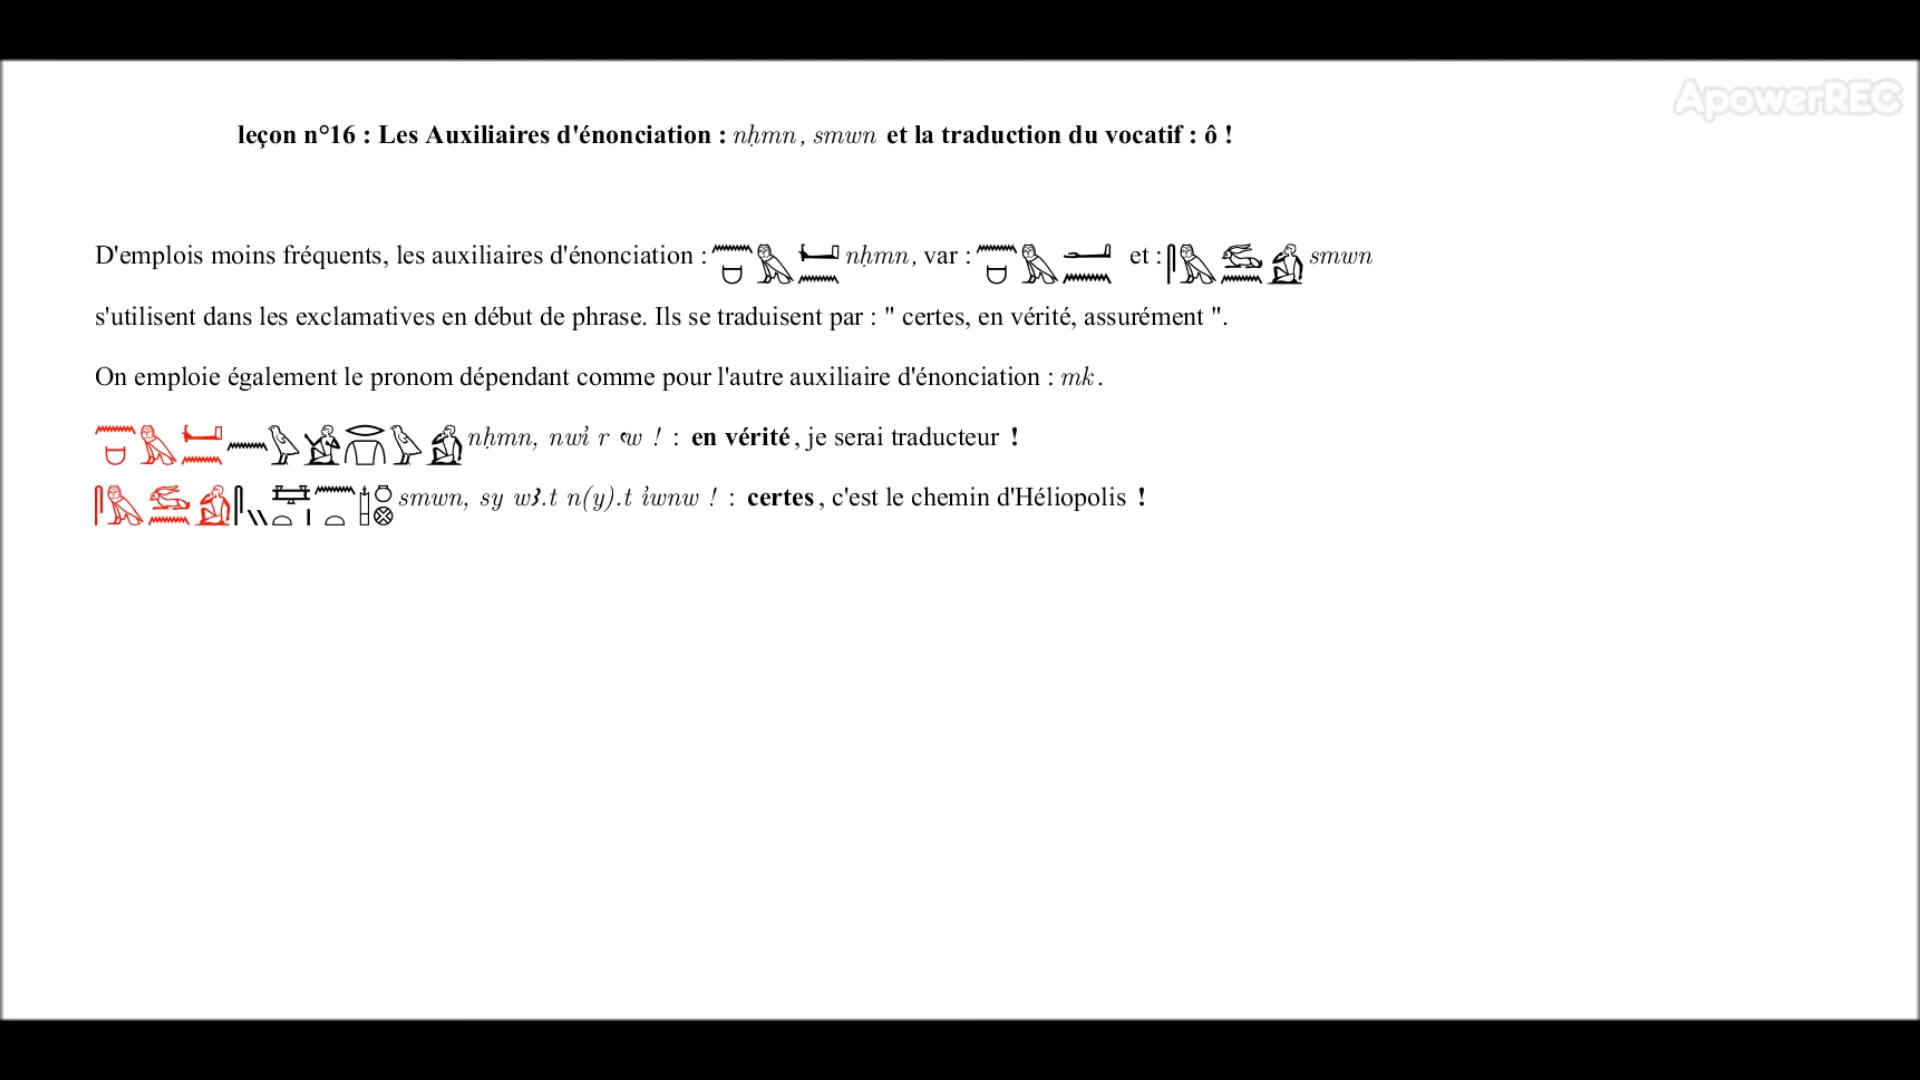 ApowerREC
leçon n°16 : Les Auxiliaires d'énonciation : nḥmn, smwn et la traduction du vocatif : ô !
D'emplois moins fréquents, les auxiliaires d'énonciation : nḥmn, var : et : smwn
s'utilisent dans les exclamatives en début de phrase. Ils se traduisent par : " certes, en vérité, assurément ".
On emploie également le pronom dépendant comme pour l'autre auxiliaire d'énonciation : mk.
nḥmn, nwỉ r ꜥw ! : en vérité, je serai traducteur !
smwn, sy wꜣ.t n(y).t ỉwnw ! : certes, c'est le chemin d'Héliopolis !